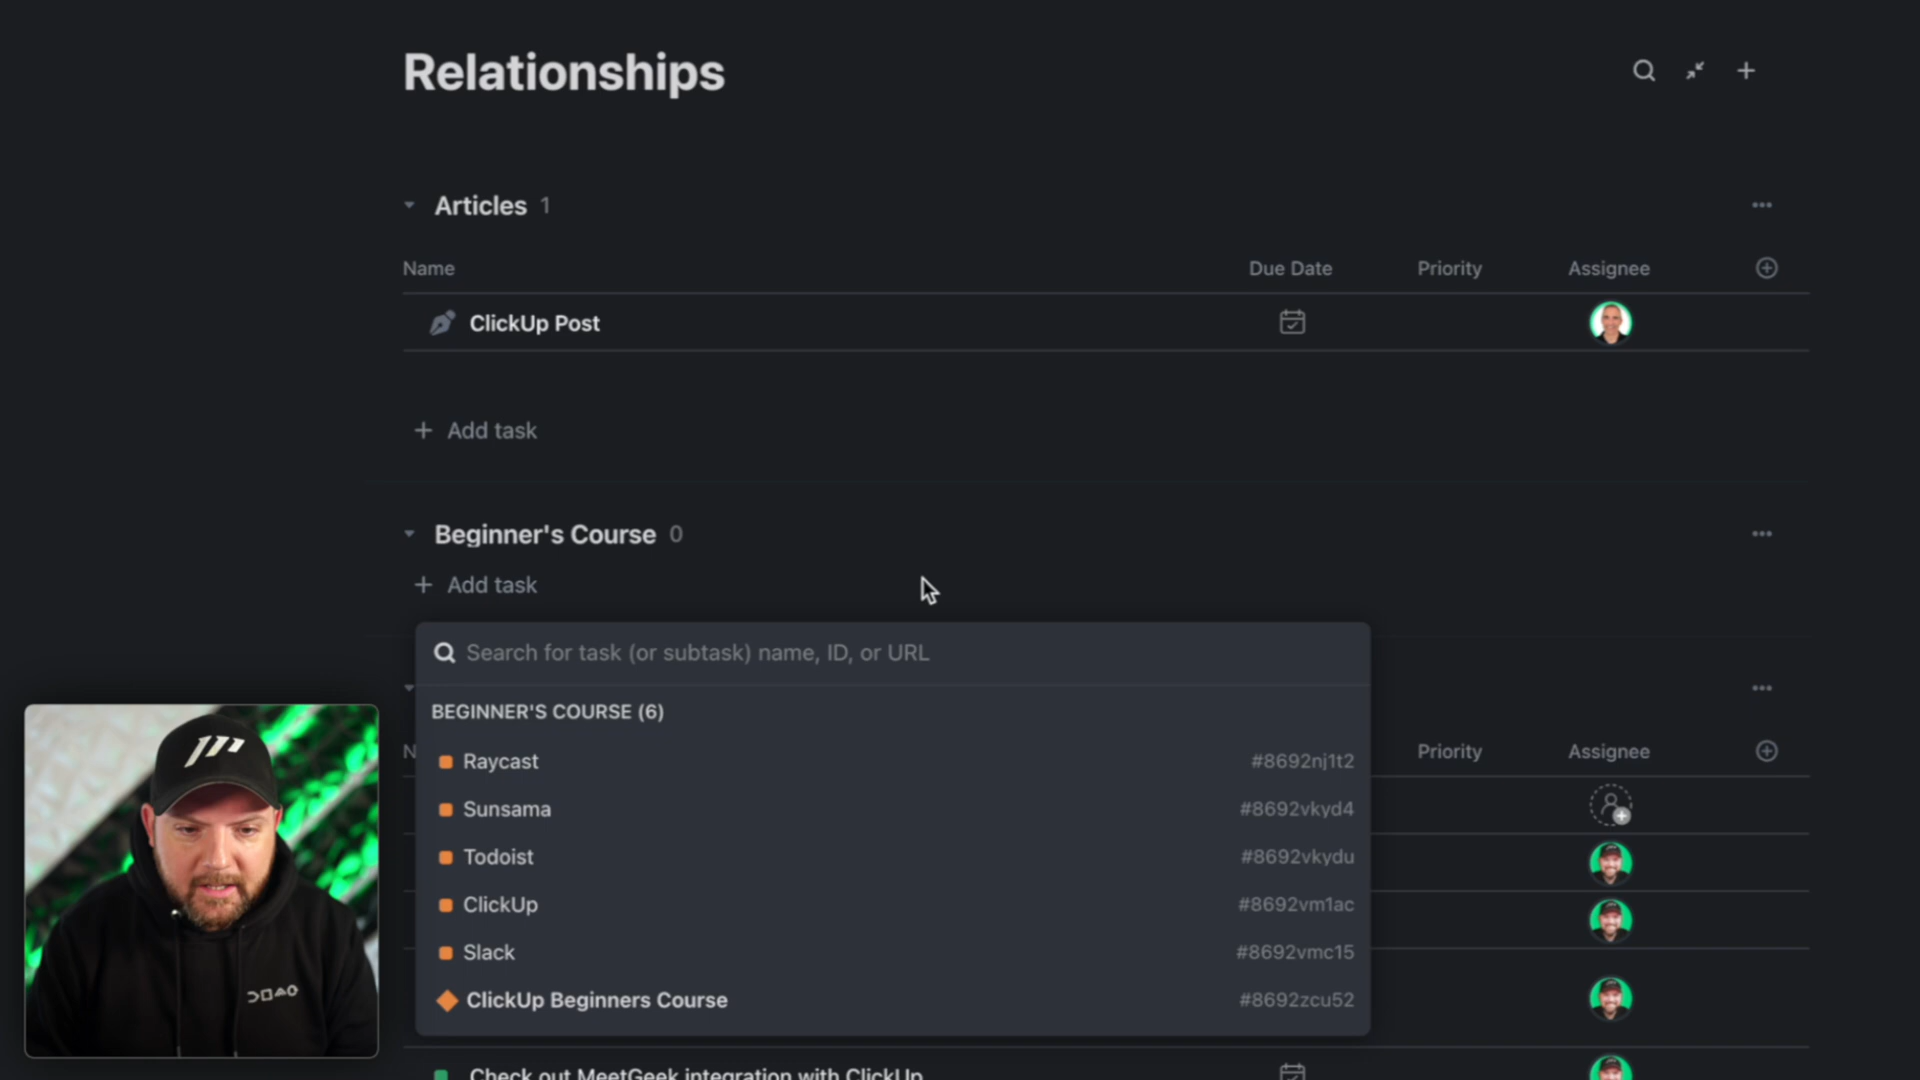 Relationships
Articles 1
Name Due Date Priority Assignee
ClickUp Post
+ Add task
Beginner's Course 0
+ Add task
Search for task (or subtask) name, ID, or URL
BEGINNER'S COURSE (6)
N Priority Assignee
Raycast #8692nj1t2
Sunsama #8692vkyd4
Todoist #8692vkydu
ClickUp #8692vm1ac
Slack #8692vmc15
ClickUp Beginners Course #8692zcu52
Check out MeetGeek integration with ClickUp